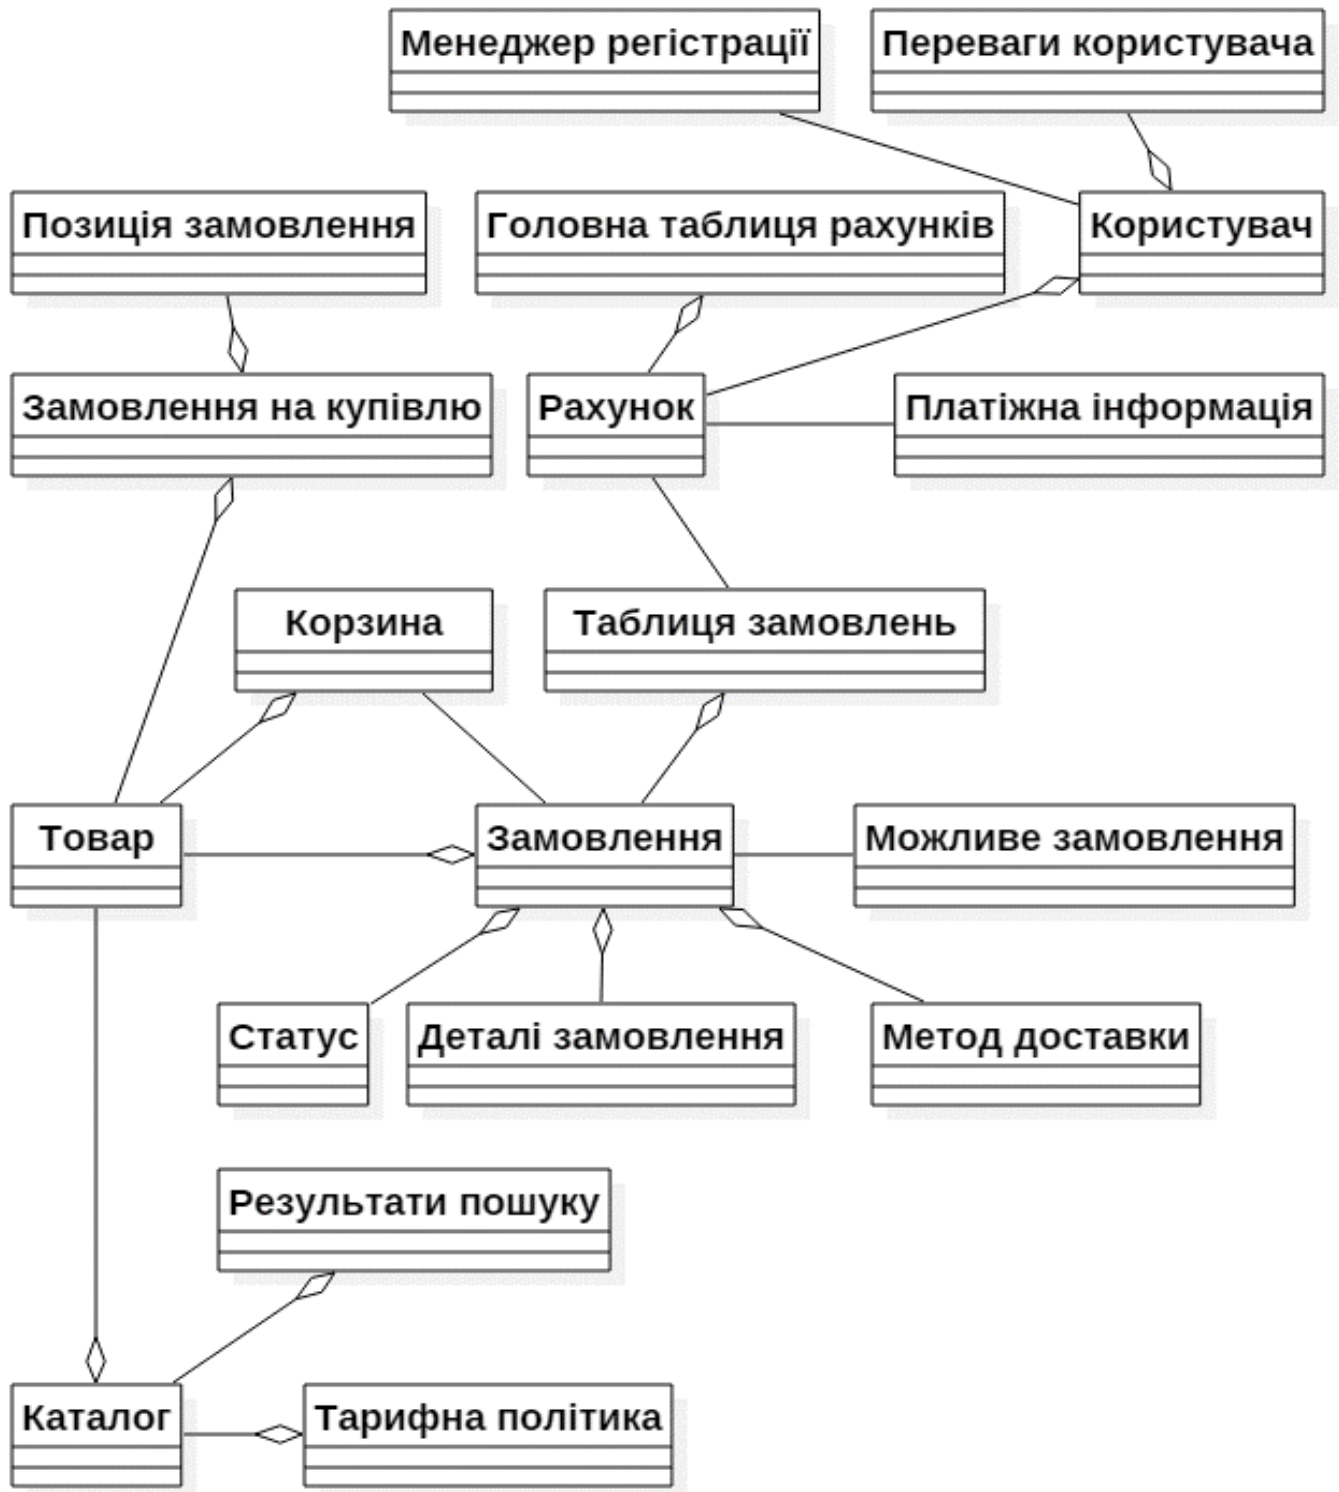 Менеджер регістрації
Переваги користувача
Позиція замовлення
Головна таблиця рахунків
Користувач
Замовлення на купівлю
Рахунок
Платіжна інформація
Корзина
Таблиця замовлень
Товар
Замовлення
Можливе замовлення
Статус
Деталі замовлення
Метод доставки
Результати пошуку
Каталог
Тарифна політика